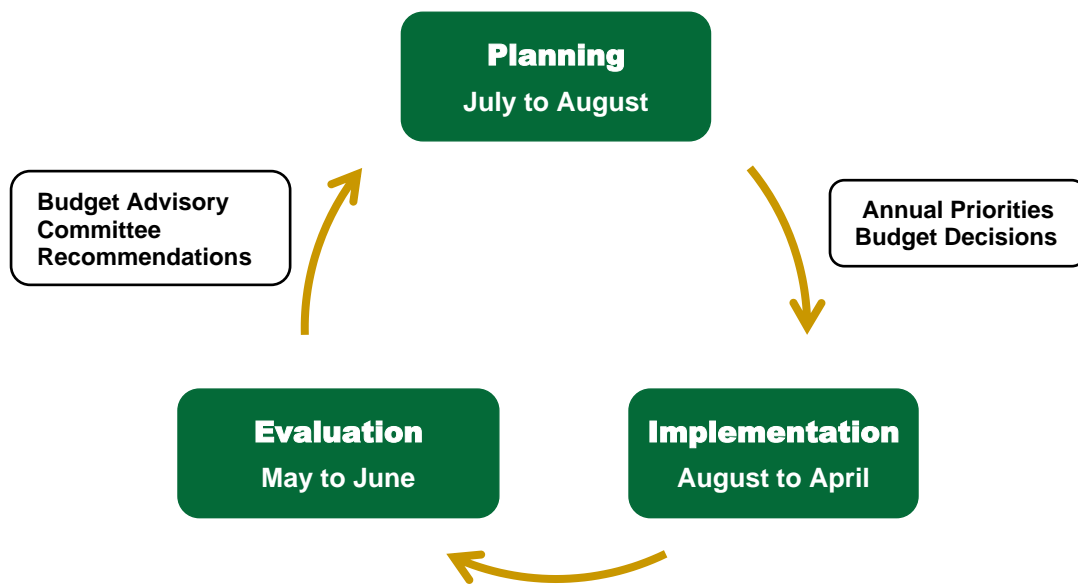 Planning
July to August
Budget Advisory
Committee
Recommendations
Annual Priorities
Budget Decisions
Evaluation
May to June
Implementation
August to April